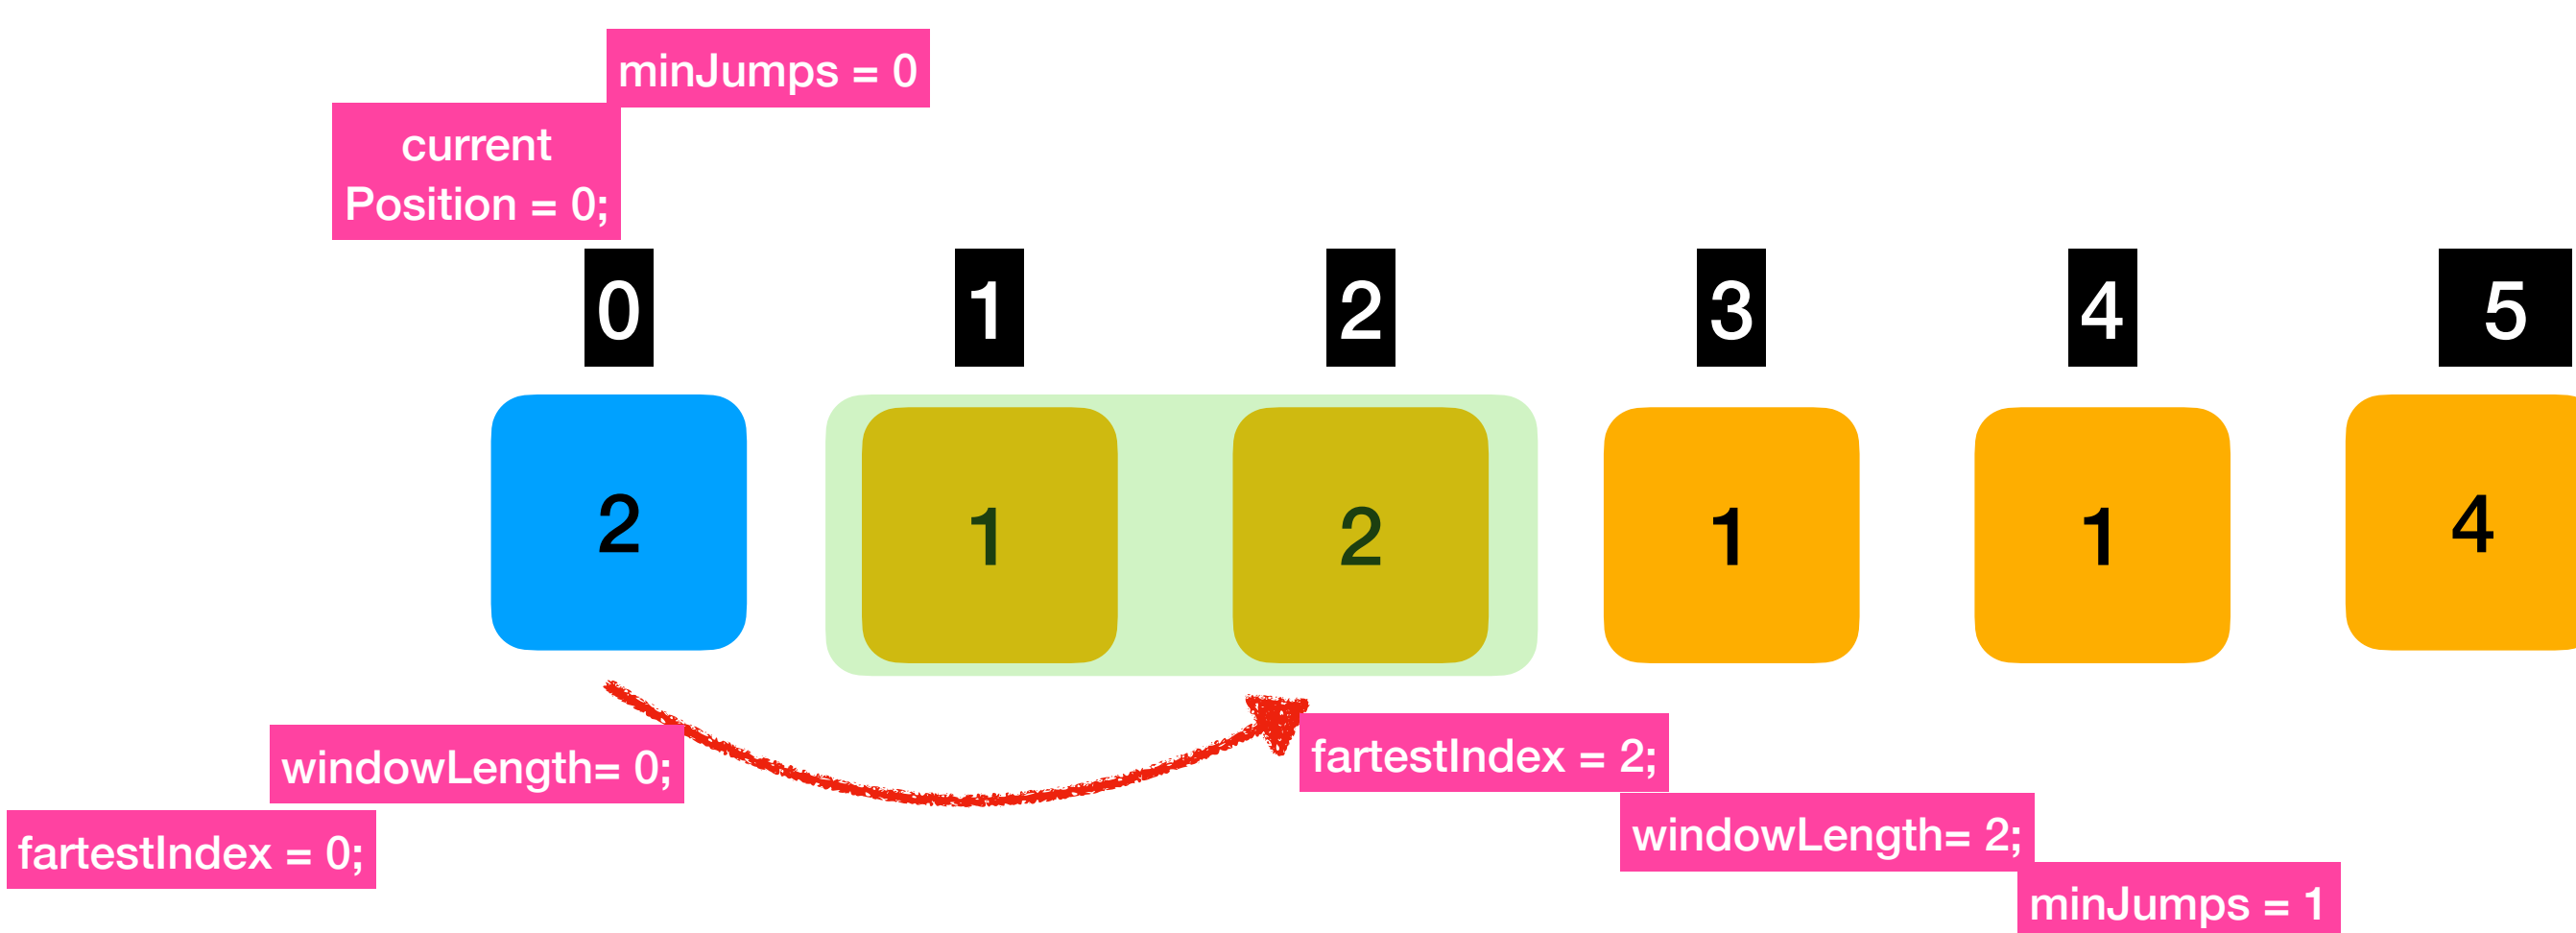 minJumps = 0
current
Position = 0;
0 1 2 3 4 5
2 1 2 1 1 4
windowLength= 0;
fartestIndex = 2;
fartestIndex = 0;
windowLength= 2;
minJumps = 1